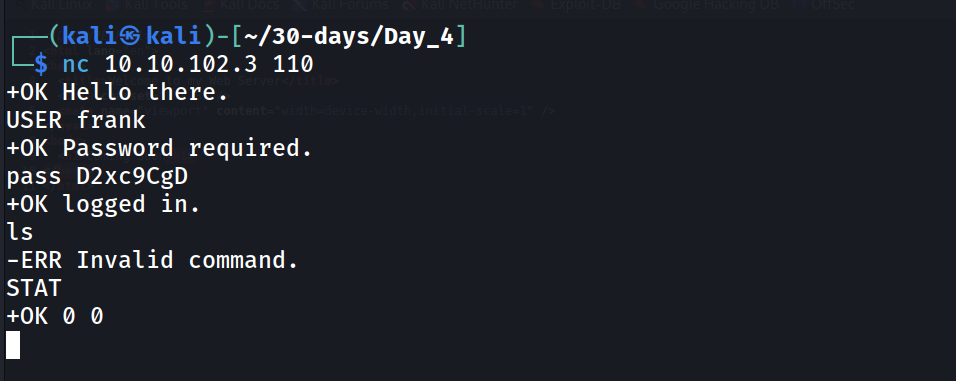 Kali Linux Kali Tools Kali Docs Kali Forums Kali NetHunter Exploit-DB Google Hacking DB OffSec
┌──(kali㉿kali)-[~/30-days/Day_4]
└─$ nc 10.10.102.3 110
+OK Hello there.
USER frank
+OK Password required.
pass D2xc9CgD
+OK logged in.
ls
-ERR Invalid command.
STAT
+OK 0 0